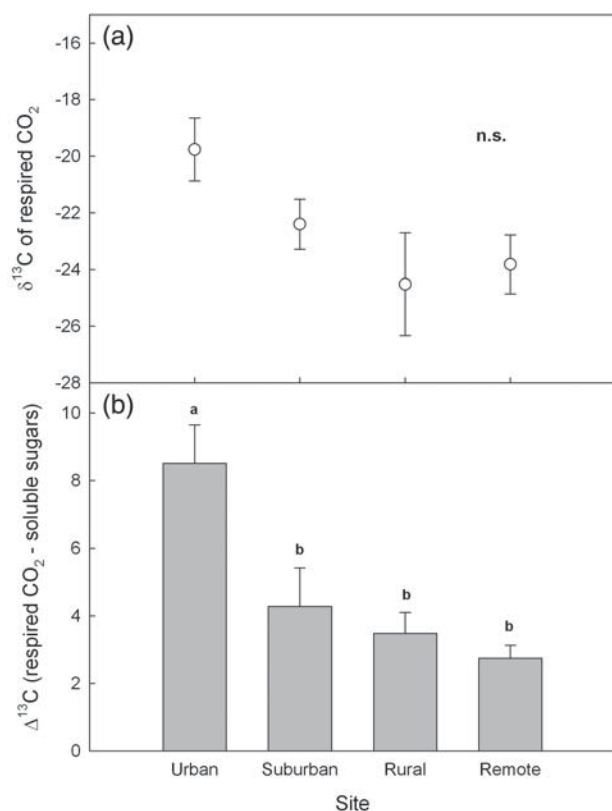 (a)
-16
-18
-20
-22
-24
-26
-28
δ¹³C of respired CO₂
n.s.
(b)
10
8
6
4
2
0
Δ¹³C (respired CO₂ - soluble sugars)
a
b
b
b
Urban Suburban Rural Remote
Site